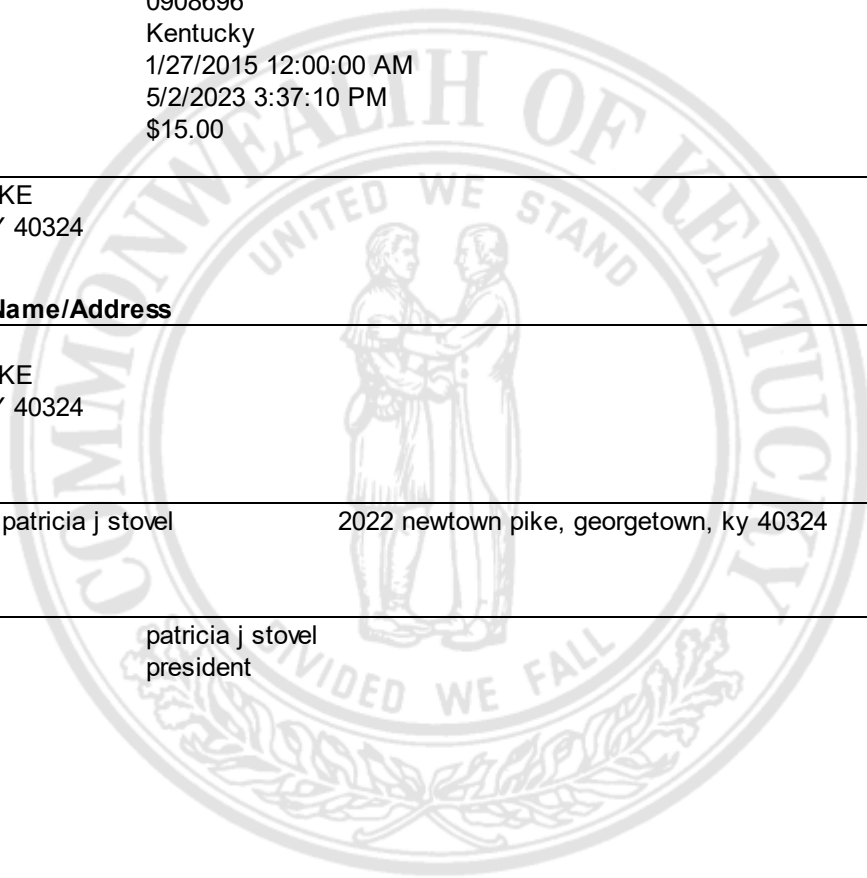 0908696
Kentucky
1/27/2015 12:00:00 AM
5/2/2023 3:37:10 PM
$15.00
KE
40324
Name/Address
KE
40324
patricia j stovel 2022 newtown pike, georgetown, ky 40324
patricia j stovel
president
COMMONWEALTH OF KENTUCKY
UNITED WE STAND
DIVIDED WE FALL